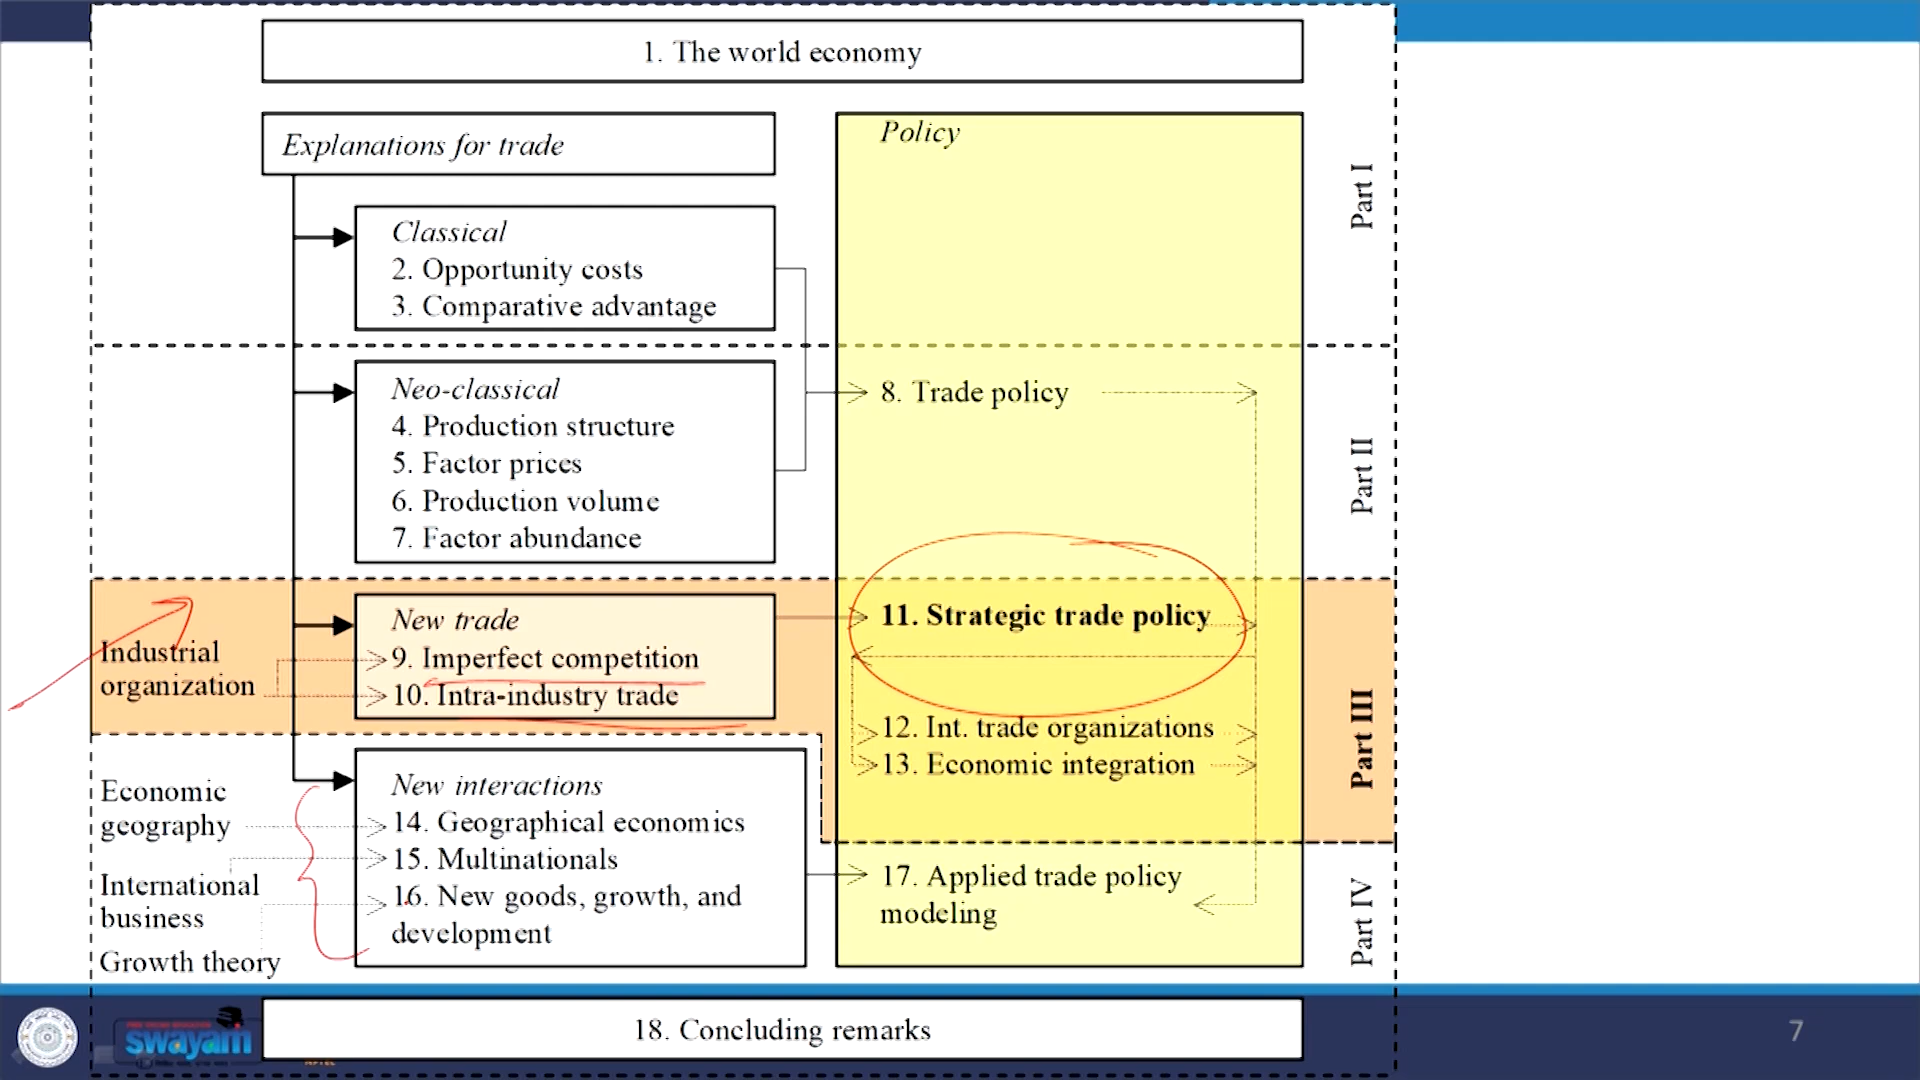 1. The world economy
Explanations for trade
Policy
Part I
Classical
2. Opportunity costs
3. Comparative advantage
Neo-classical
4. Production structure
5. Factor prices
6. Production volume
7. Factor abundance
8. Trade policy
Part II
Industrial
organization
New trade
9. Imperfect competition
10. Intra-industry trade
11. Strategic trade policy
12. Int. trade organizations
13. Economic integration
Part III
Economic
geography
International
business
Growth theory
New interactions
14. Geographical economics
15. Multinationals
16. New goods, growth, and
development
17. Applied trade policy
modeling
Part IV
18. Concluding remarks
swayam
7